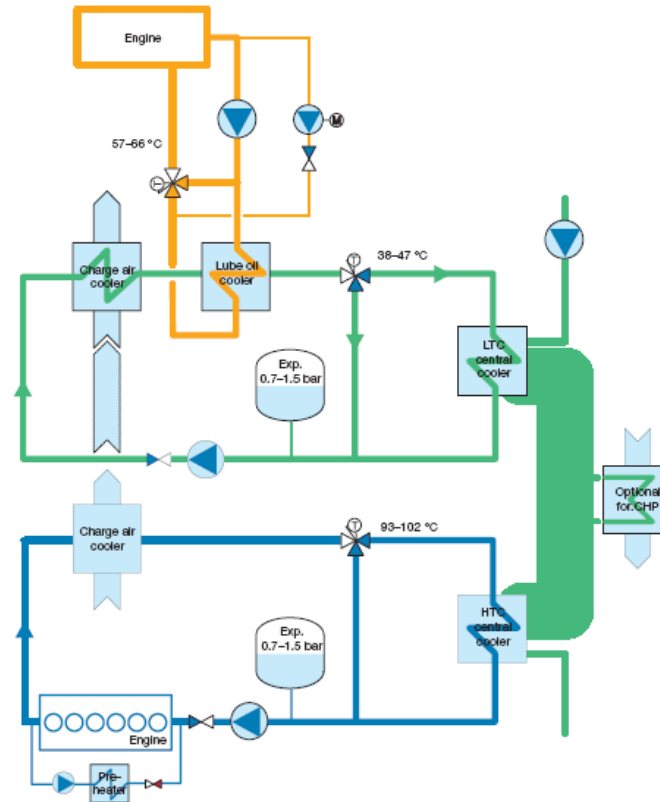 Engine
M
57–66 °C
T
Charge air
cooler
Lube oil
cooler
T
38–47 °C
LTC
central
cooler
Exp.
0.7–1.5 bar
Optional
for.CHP
Charge air
cooler
T
93–102 °C
HTC
central
cooler
Exp.
0.7–1.5 bar
Engine
Pre-
heater